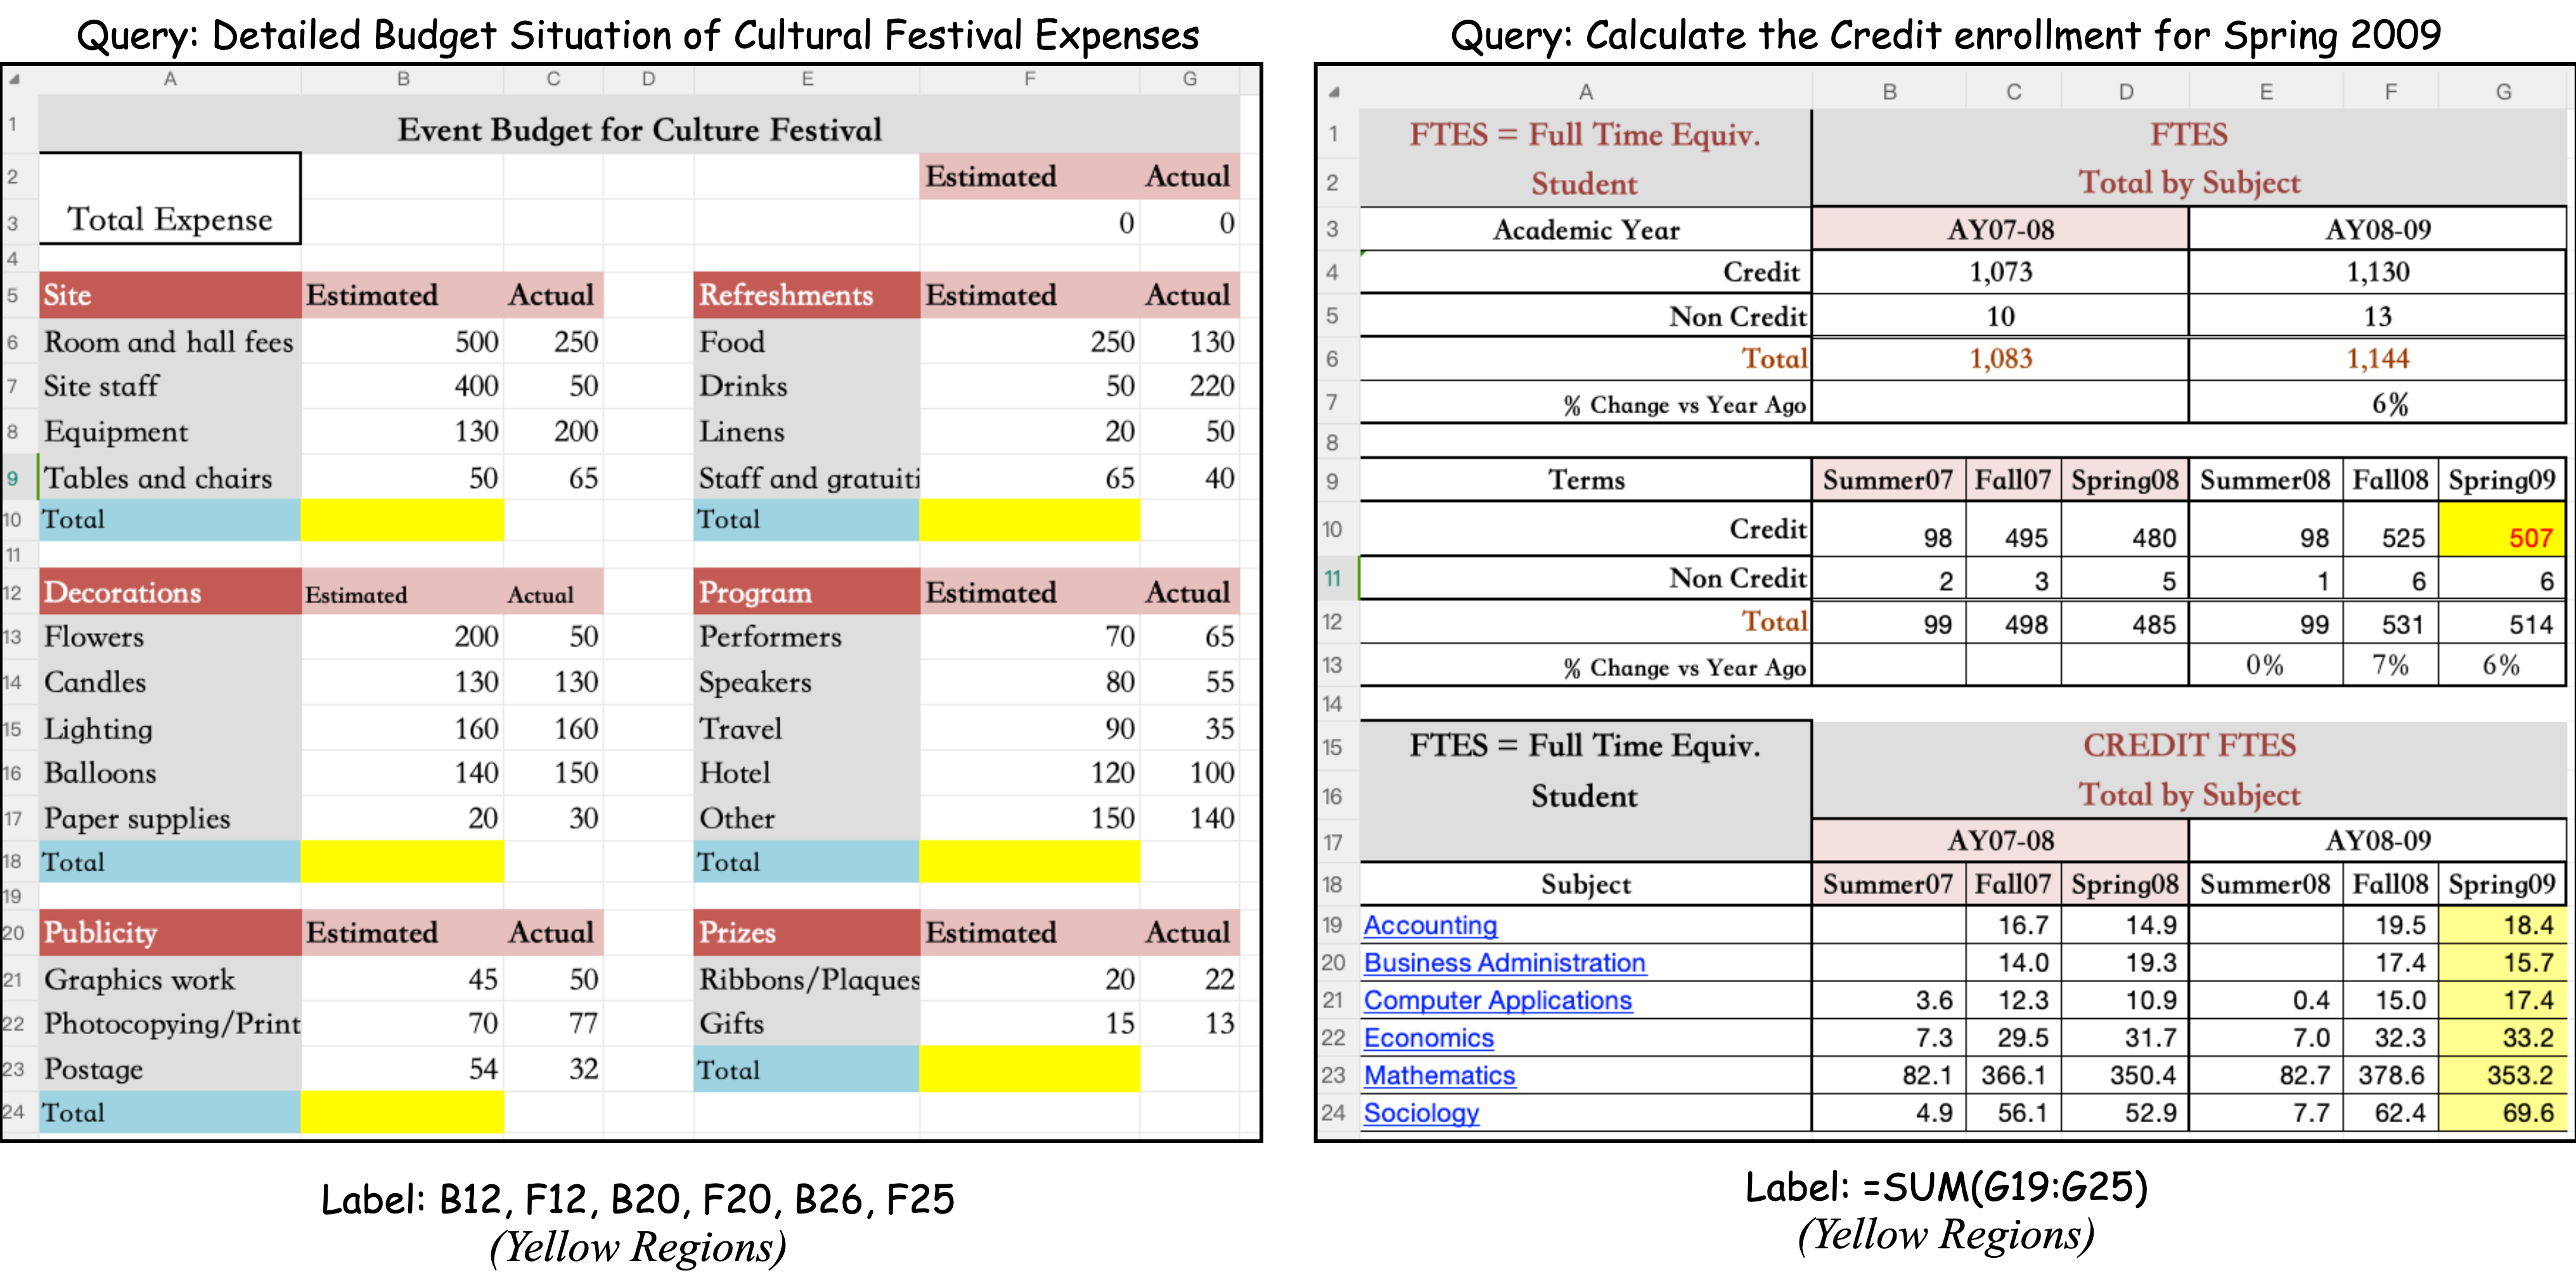 Query: Detailed Budget Situation of Cultural Festival Expenses
A B C D E F G
1 Event Budget for Culture Festival
2 Estimated Actual
3 Total Expense 0 0
4
5 Site Estimated Actual Refreshments Estimated Actual
6 Room and hall fees 500 250 Food 250 130
7 Site staff 400 50 Drinks 50 220
8 Equipment 130 200 Linens 20 50
9 Tables and chairs 50 65 Staff and gratuiti 65 40
10 Total Total
11
12 Decorations Estimated Actual Program Estimated Actual
13 Flowers 200 50 Performers 70 65
14 Candles 130 130 Speakers 80 55
15 Lighting 160 160 Travel 90 35
16 Balloons 140 150 Hotel 120 100
17 Paper supplies 20 30 Other 150 140
18 Total Total
19
20 Publicity Estimated Actual Prizes Estimated Actual
21 Graphics work 45 50 Ribbons/Plaques 20 22
22 Photocopying/Print 70 77 Gifts 15 13
23 Postage 54 32 Total
24 Total
Label: B12, F12, B20, F20, B26, F25
(Yellow Regions)
Query: Calculate the Credit enrollment for Spring 2009
A B C D E F G
1 FTES = Full Time Equiv. FTES
2 Student Total by Subject
3 Academic Year AY07-08 AY08-09
4 Credit 1,073 1,130
5 Non Credit 10 13
6 Total 1,083 1,144
7 % Change vs Year Ago 6%
8
9 Terms Summer07 Fall07 Spring08 Summer08 Fall08 Spring09
10 Credit 98 495 480 98 525 507
11 Non Credit 2 3 5 1 6 6
12 Total 99 498 485 99 531 514
13 % Change vs Year Ago 0% 7% 6%
14
15 FTES = Full Time Equiv. CREDIT FTES
16 Student Total by Subject
17 AY07-08 AY08-09
18 Subject Summer07 Fall07 Spring08 Summer08 Fall08 Spring09
19 Accounting 16.7 14.9 19.5 18.4
20 Business Administration 14.0 19.3 17.4 15.7
21 Computer Applications 3.6 12.3 10.9 0.4 15.0 17.4
22 Economics 7.3 29.5 31.7 7.0 32.3 33.2
23 Mathematics 82.1 366.1 350.4 82.7 378.6 353.2
24 Sociology 4.9 56.1 52.9 7.7 62.4 69.6
Label: =SUM(G19:G25)
(Yellow Regions)